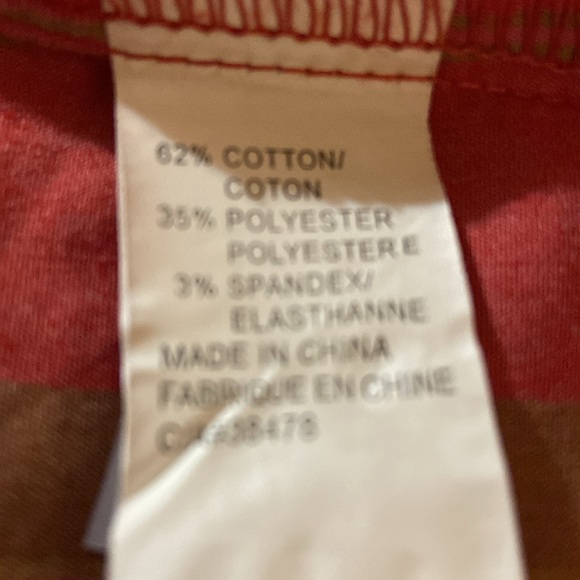 62% COTTON/
COTON
35% POLYESTER
POLYESTERE
3% SPANDEX/
ELASTHANNE
MADE IN CHINA
FABRIQUE EN CHINE